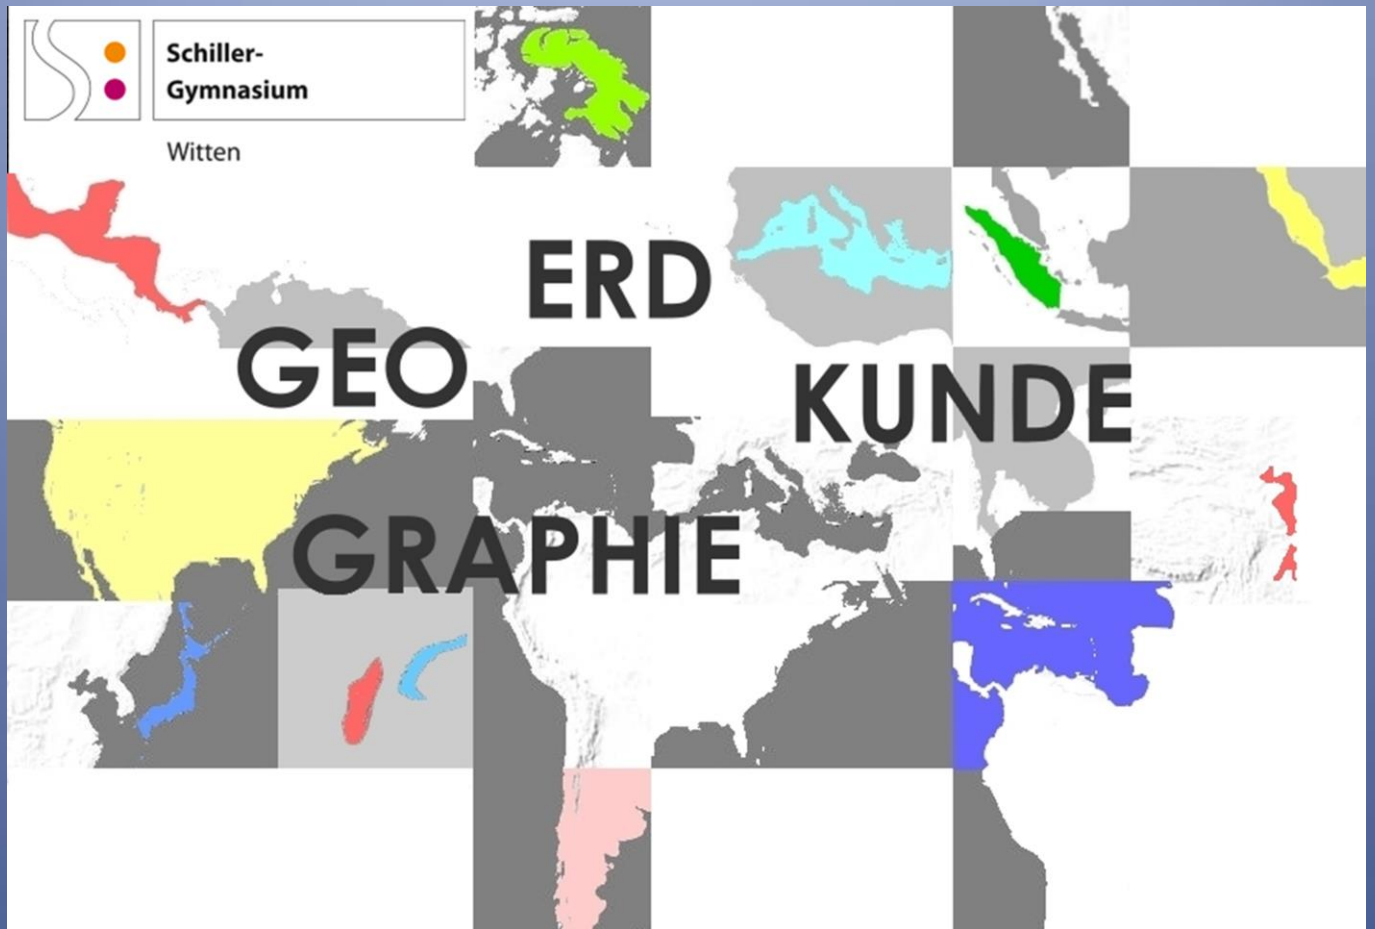 Schiller-
Gymnasium
Witten
ERD
GEO
KUNDE
GRAPHIE